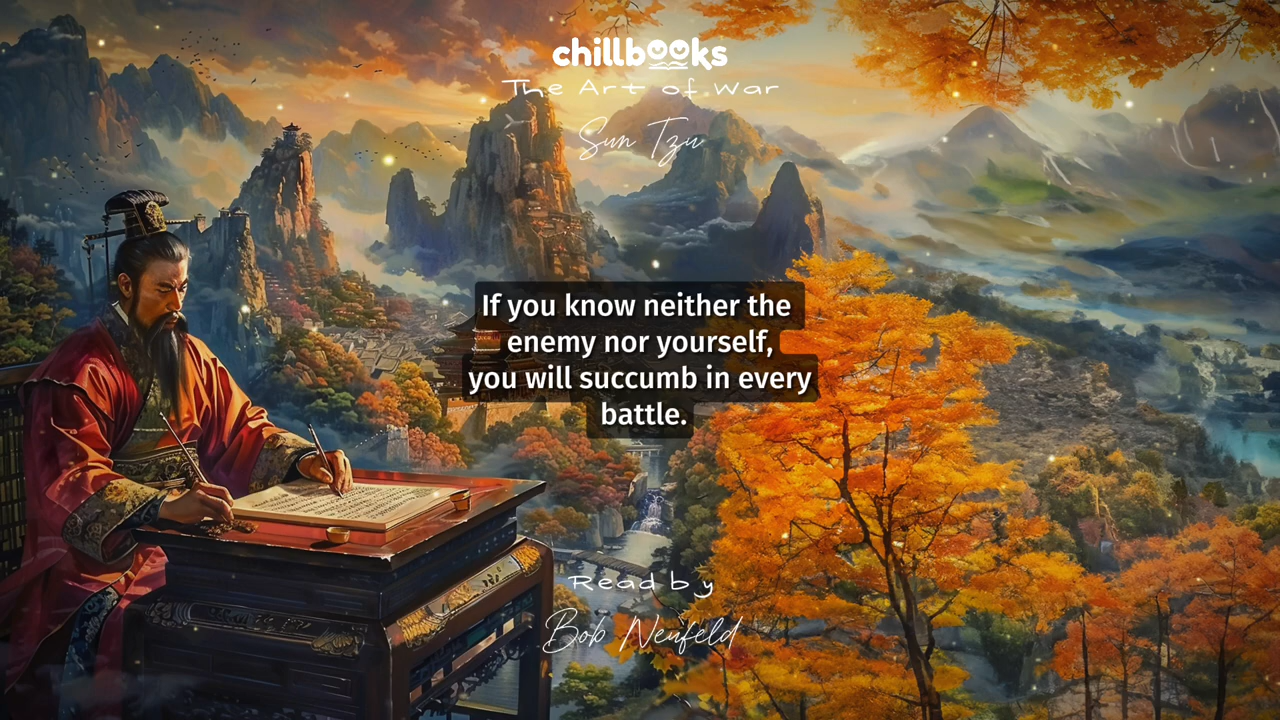 chillbooks
The Art of War
Sun Tzu
If you know neither the
enemy nor yourself,
you will succumb in every
battle.
Read by
Bob Neufeld